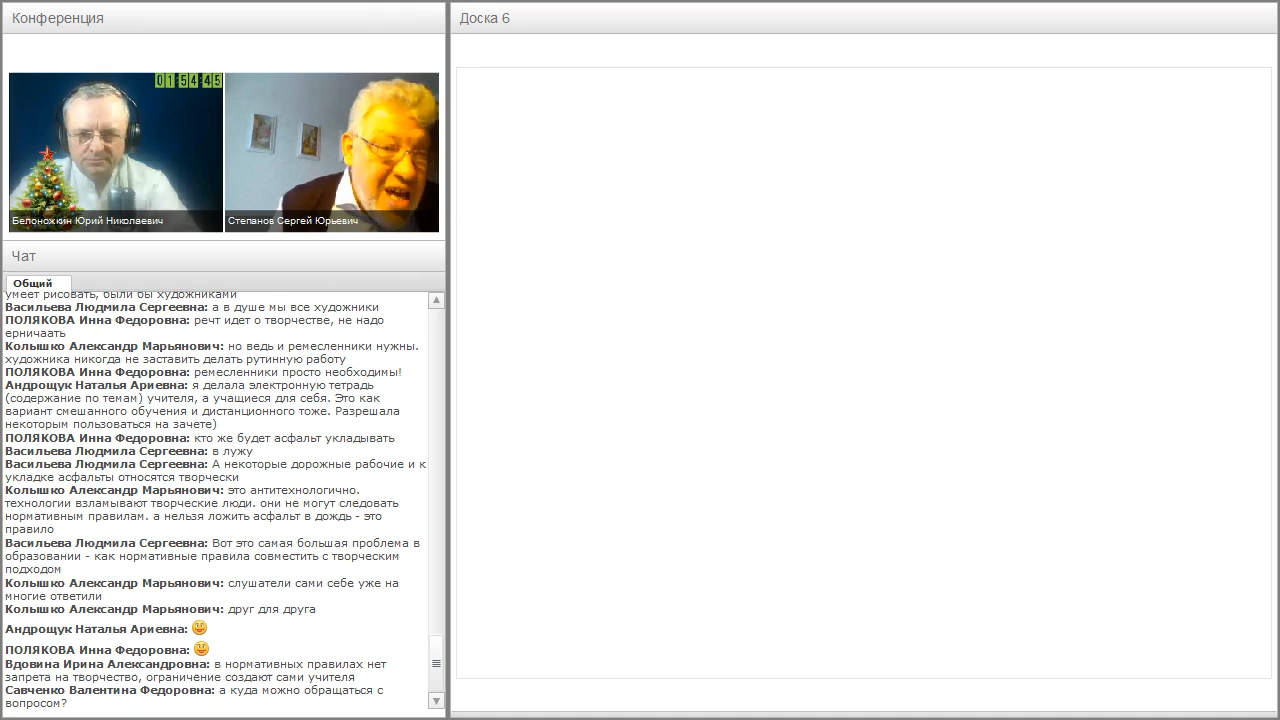 Конференция
Доска 6
01:54:45
Белоножкин Юрий Николаевич
Степанов Сергей Юрьевич
Чат
Общий
умеет рисовать, были бы художниками
Васильева Людмила Сергеевна: а в душе мы все художники
ПОЛЯКОВА Инна Федоровна: речт идет о творчестве, не надо
ерничаать
Колышко Александр Марьянович: но ведь и ремесленники нужны.
художника никогда не заставить делать рутинную работу
ПОЛЯКОВА Инна Федоровна: ремесленники просто необходимы!
Андрощук Наталья Ариевна: я делала электронную тетрадь
(содержание по темам) учителя, а учащиеся для себя. Это как
вариант смешанного обучения и дистанционного тоже. Разрешала
некоторым пользоваться на зачете)
ПОЛЯКОВА Инна Федоровна: кто же будет асфальт укладывать
Васильева Людмила Сергеевна: в лужу
Васильева Людмила Сергеевна: А некоторые дорожные рабочие и к
укладке асфальты относятся творчески
Колышко Александр Марьянович: это антитехнологично.
технологии взламывают творческие люди. они не могут следовать
нормативным правилам. а нельзя ложить асфальт в дождь - это
правило
Васильева Людмила Сергеевна: Вот это самая большая проблема в
образовании - как нормативные правила совместить с творческим
подходом
Колышко Александр Марьянович: слушатели сами себе уже на
многие ответили
Колышко Александр Марьянович: друг для друга
Андрощук Наталья Ариевна:
ПОЛЯКОВА Инна Федоровна:
Вдовина Ирина Александровна: в нормативных правилах нет
запрета на творчество, ограничение создают сами учителя
Савченко Валентина Федоровна: а куда можно обращаться с
вопросом?